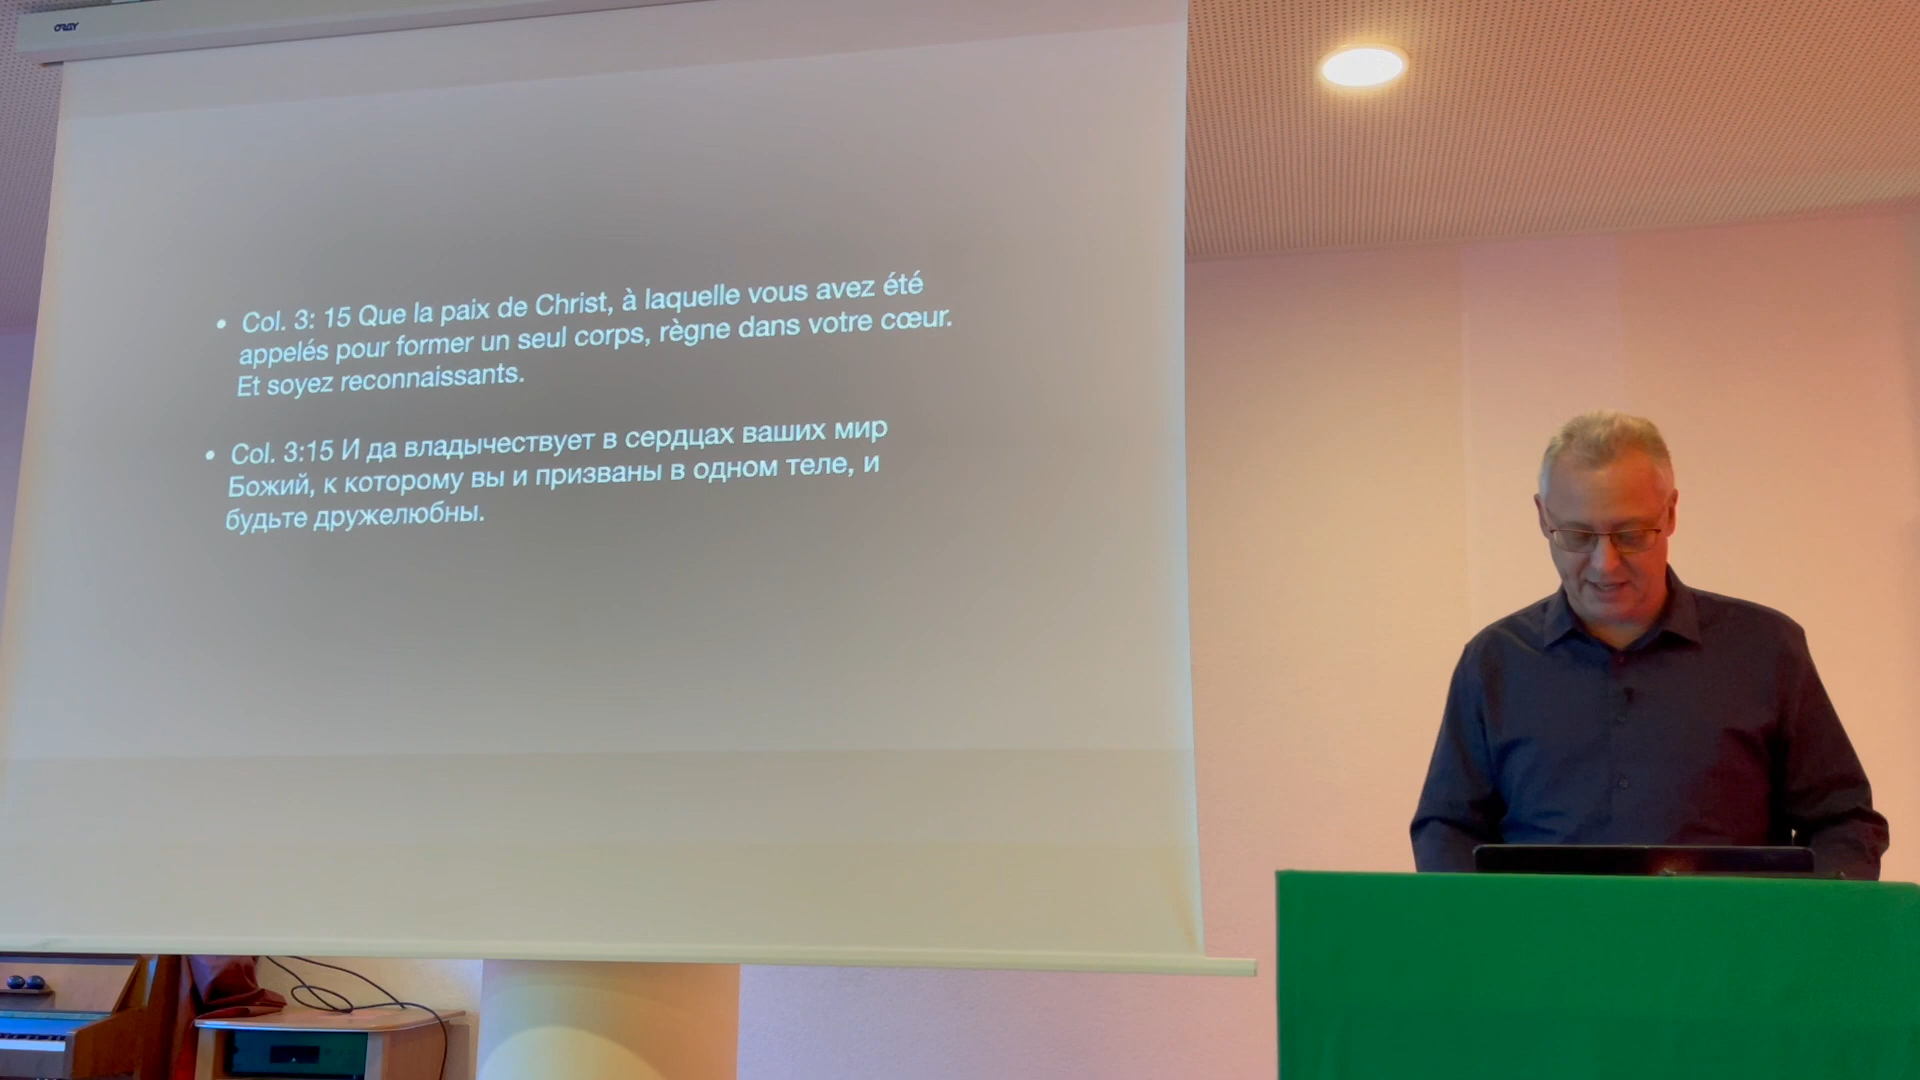 ORAY
• Col. 3: 15 Que la paix de Christ, à laquelle vous avez été
appelés pour former un seul corps, règne dans votre cœur.
Et soyez reconnaissants.
• Col. 3:15 И да владычествует в сердцах ваших мир
Божий, к которому вы и призваны в одном теле, и
будьте дружелюбны.